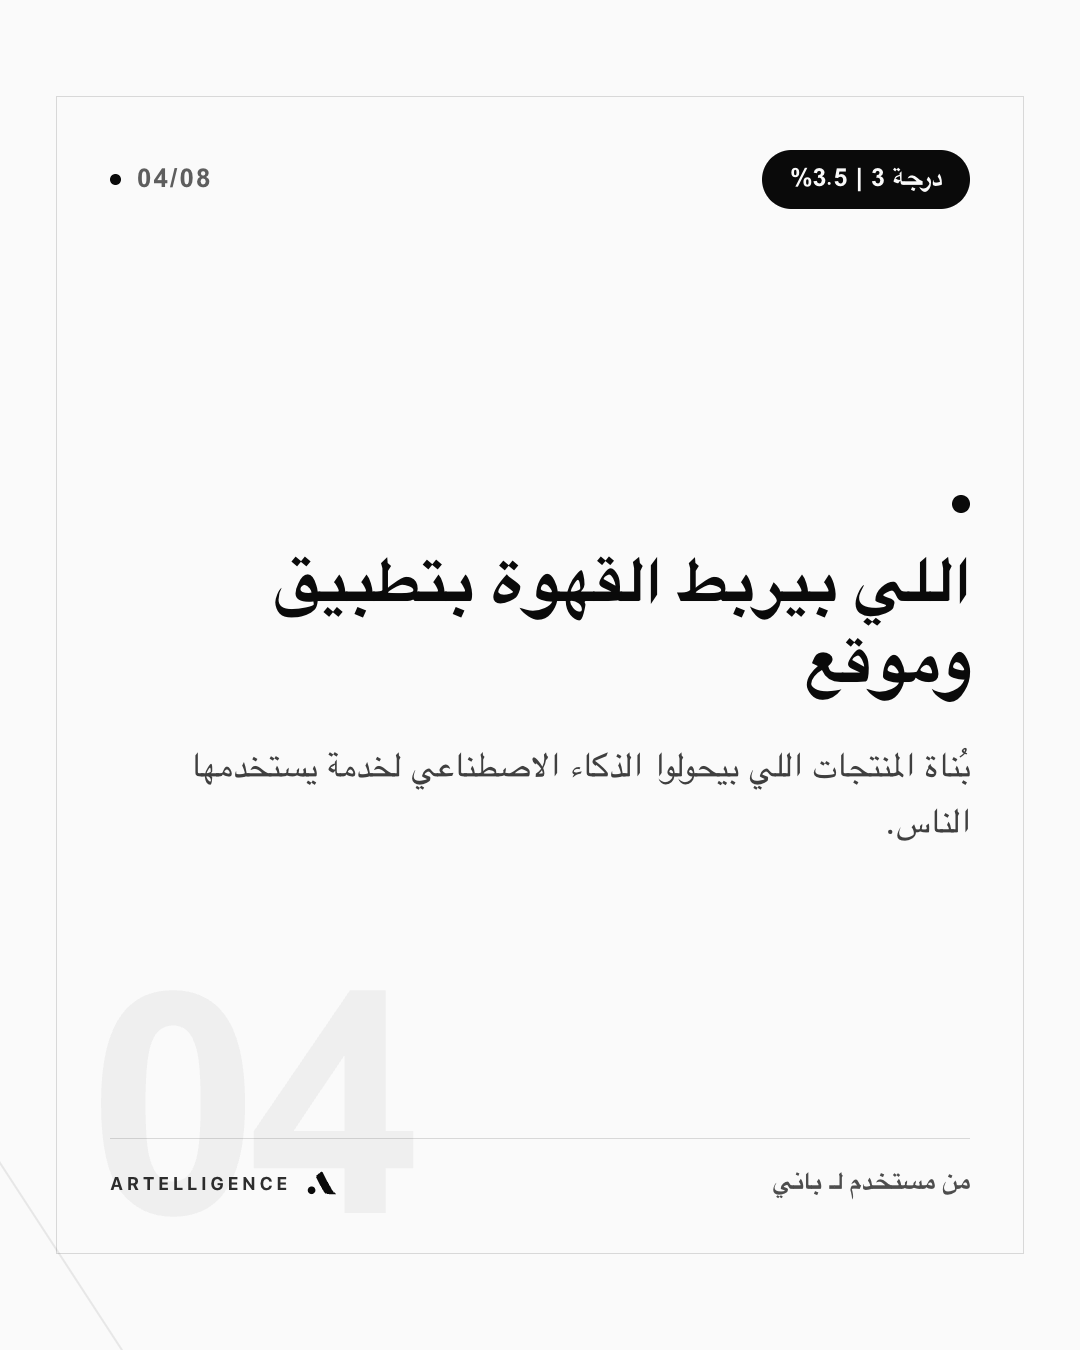 درجة 3 | 3.5%
04/08
اللي بيربط القهوة بتطبيق
وموقع
بُناة المنتجات اللي بيحولوا الذكاء الاصطناعي لخدمة يستخدمها
الناس.
04
من مستخدم لـ باني
ARTELLIGENCE